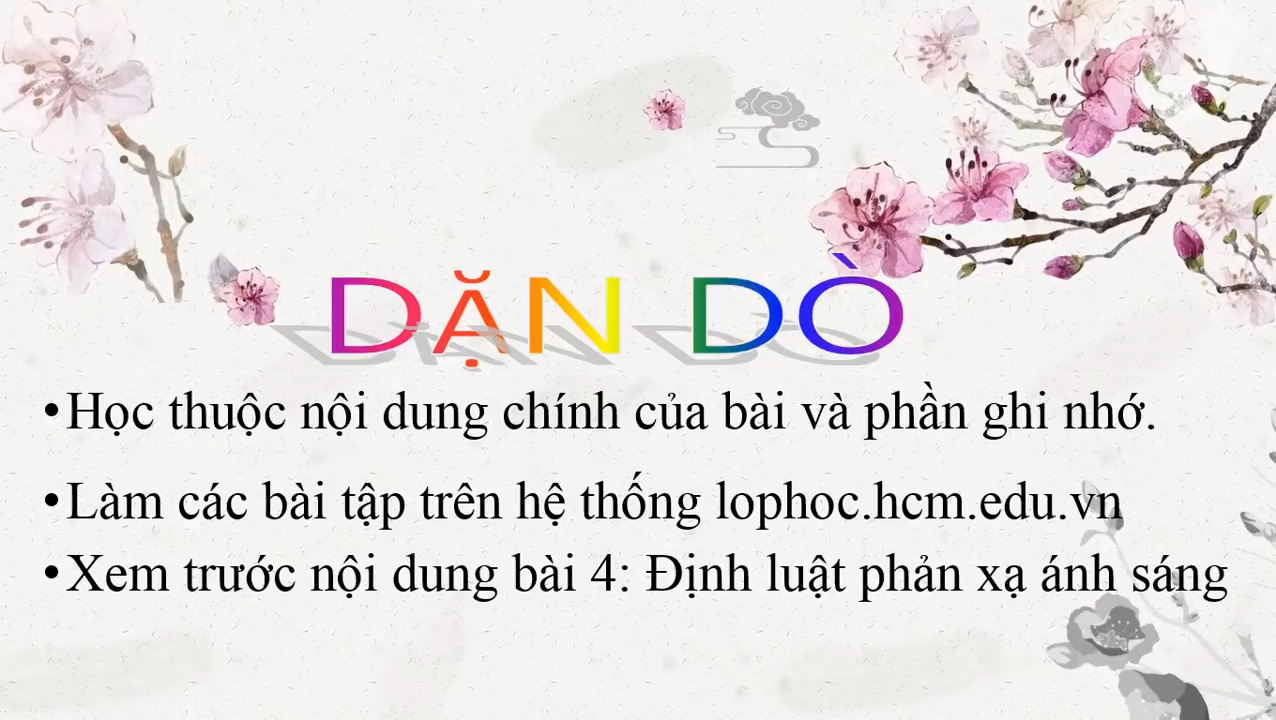 DẶN DÒ
• Học thuộc nội dung chính của bài và phần ghi nhớ.
• Làm các bài tập trên hệ thống lophoc.hcm.edu.vn
• Xem trước nội dung bài 4: Định luật phản xạ ánh sáng